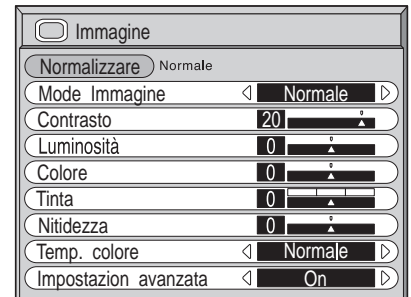 Immagine
Normalizzare Normale
Mode Immagine Normale
Contrasto 20
Luminosità 0
Colore 0
Tinta 0
Nitidezza 0
Temp. colore Normale
Impostazion avanzata On